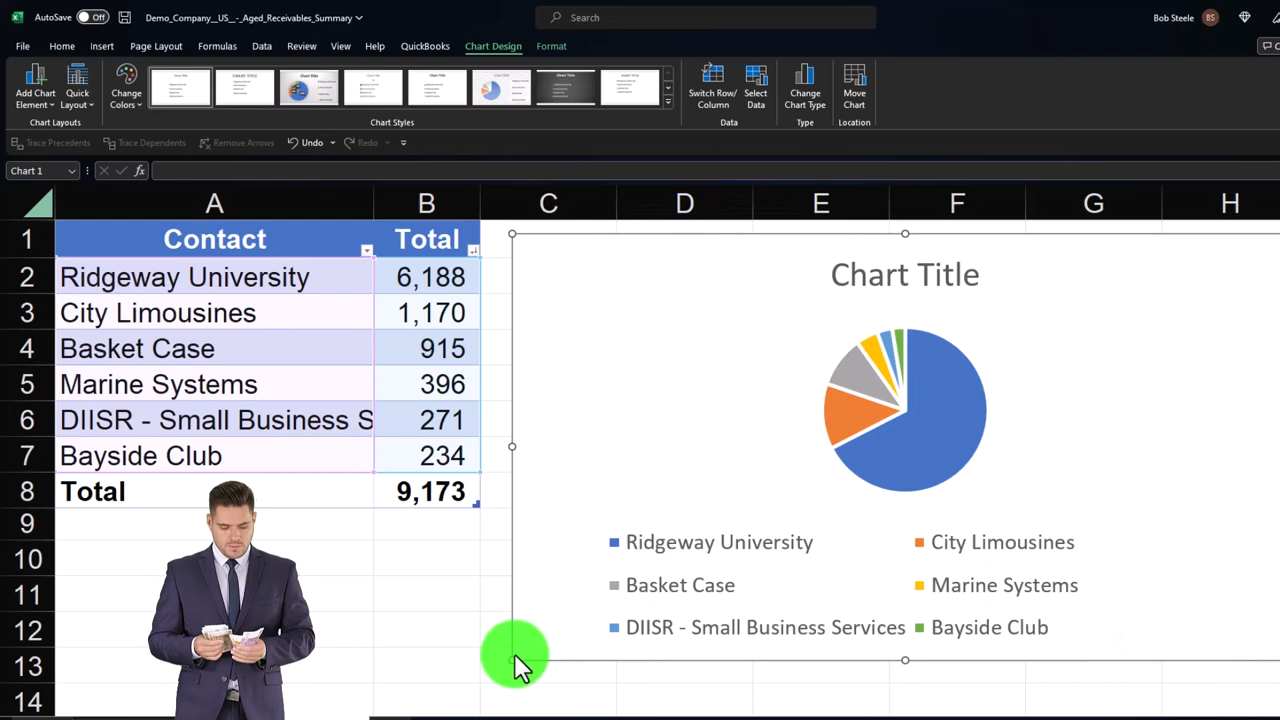 AutoSave Off Demo_Company__US_-_Aged_Receivables_Summary Search Bob Steele BS
File Home Insert Page Layout Formulas Data Review View Help QuickBooks Chart Design Format
Add Chart Element
Quick Layout
Change Colors
Switch Row/ Column
Select Data
Change Chart Type
Move Chart
Chart Layouts Chart Styles Data Type Location
Trace Precedents Trace Dependents Remove Arrows Undo Redo
Chart 1 fx
A B C D E F G H
1 Contact Total
2 Ridgeway University 6,188
3 City Limousines 1,170
4 Basket Case 915
5 Marine Systems 396
6 DIISR - Small Business S 271
7 Bayside Club 234
8 Total 9,173
9
10
11
12
13
14
Chart Title
Ridgeway University City Limousines
Basket Case Marine Systems
DIISR - Small Business Services Bayside Club